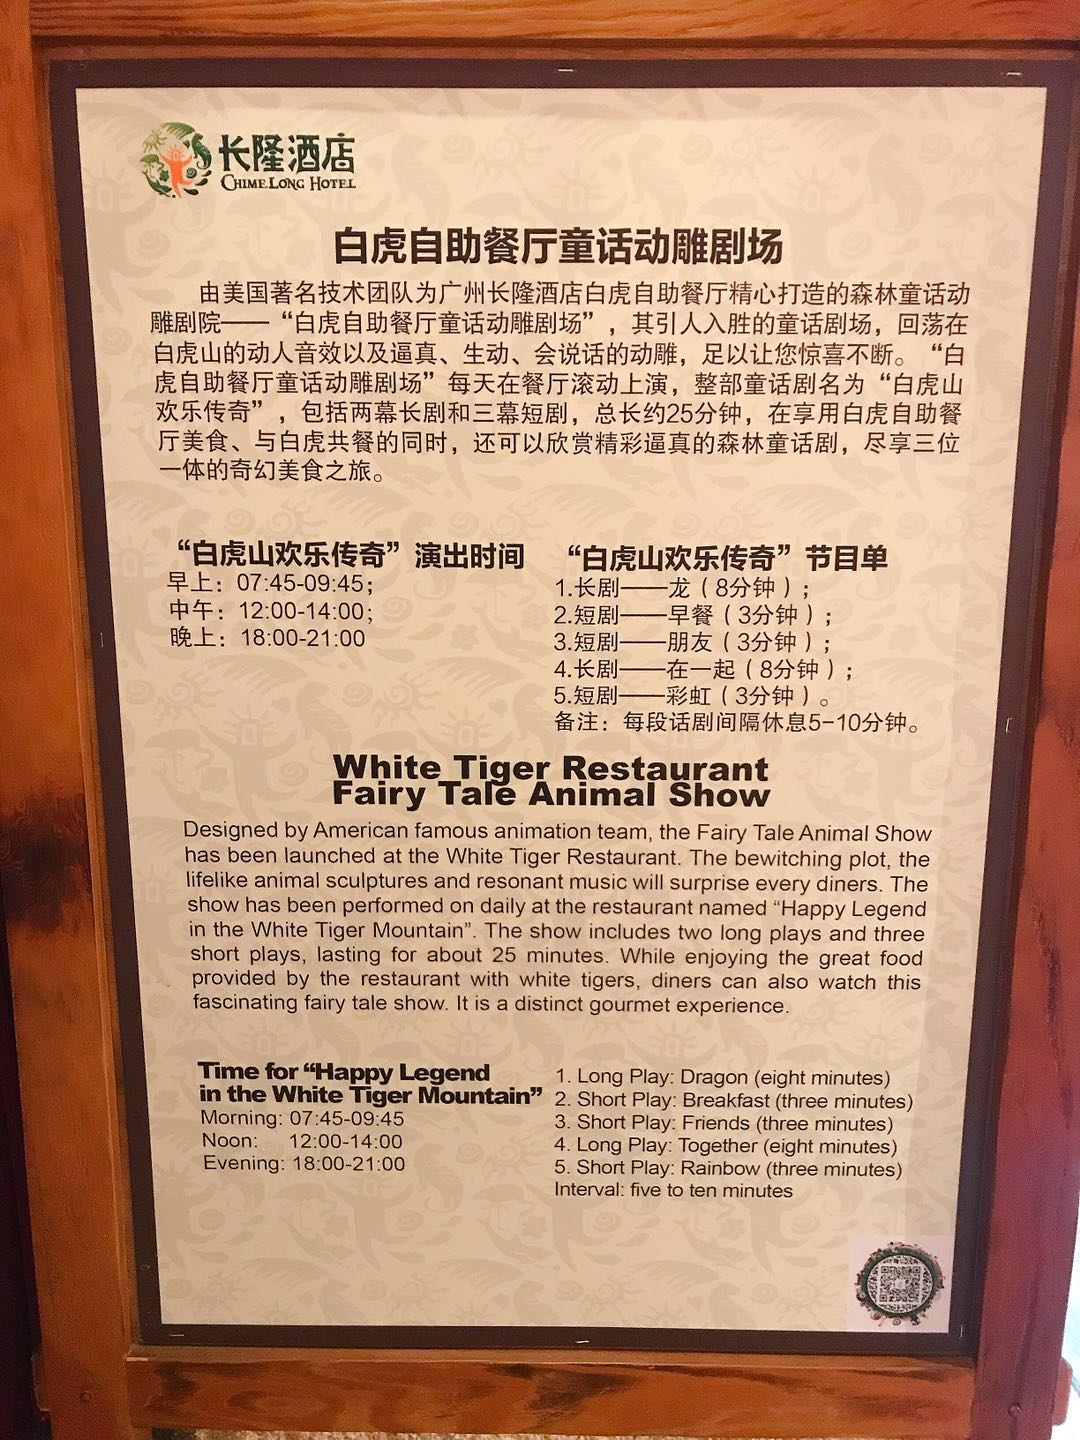 长隆酒店
CHIMELONG HOTEL
白虎自助餐厅童话动雕剧场
由美国著名技术团队为广州长隆酒店白虎自助餐厅精心打造的森林童话动
雕剧院——“白虎自助餐厅童话动雕剧场”，其引人入胜的童话剧场，回荡在
白虎山的动人音效以及逼真、生动、会说话的动雕，足以让您惊喜不断。“白
虎自助餐厅童话动雕剧场”每天在餐厅滚动上演，整部童话剧名为“白虎山
欢乐传奇”，包括两幕长剧和三幕短剧，总长约25分钟，在享用白虎自助餐
厅美食、与白虎共餐的同时，还可以欣赏精彩逼真的森林童话剧，尽享三位
一体的奇幻美食之旅。
“白虎山欢乐传奇”演出时间
早上：07:45-09:45；
中午：12:00-14:00；
晚上：18:00-21:00
“白虎山欢乐传奇”节目单
1.长剧——龙（8分钟）；
2.短剧——早餐（3分钟）；
3.短剧——朋友（3分钟）；
4.长剧——在一起（8分钟）；
5.短剧——彩虹（3分钟）。
备注：每段话剧间隔休息5-10分钟。
White Tiger Restaurant
Fairy Tale Animal Show
Designed by American famous animation team, the Fairy Tale Animal Show
has been launched at the White Tiger Restaurant. The bewitching plot, the
lifelike animal sculptures and resonant music will surprise every diners. The
show has been performed on daily at the restaurant named “Happy Legend
in the White Tiger Mountain”. The show includes two long plays and three
short plays, lasting for about 25 minutes. While enjoying the great food
provided by the restaurant with white tigers, diners can also watch this
fascinating fairy tale show. It is a distinct gourmet experience.
Time for “Happy Legend
in the White Tiger Mountain”
Morning: 07:45-09:45
Noon: 12:00-14:00
Evening: 18:00-21:00
1. Long Play: Dragon (eight minutes)
2. Short Play: Breakfast (three minutes)
3. Short Play: Friends (three minutes)
4. Long Play: Together (eight minutes)
5. Short Play: Rainbow (three minutes)
Interval: five to ten minutes